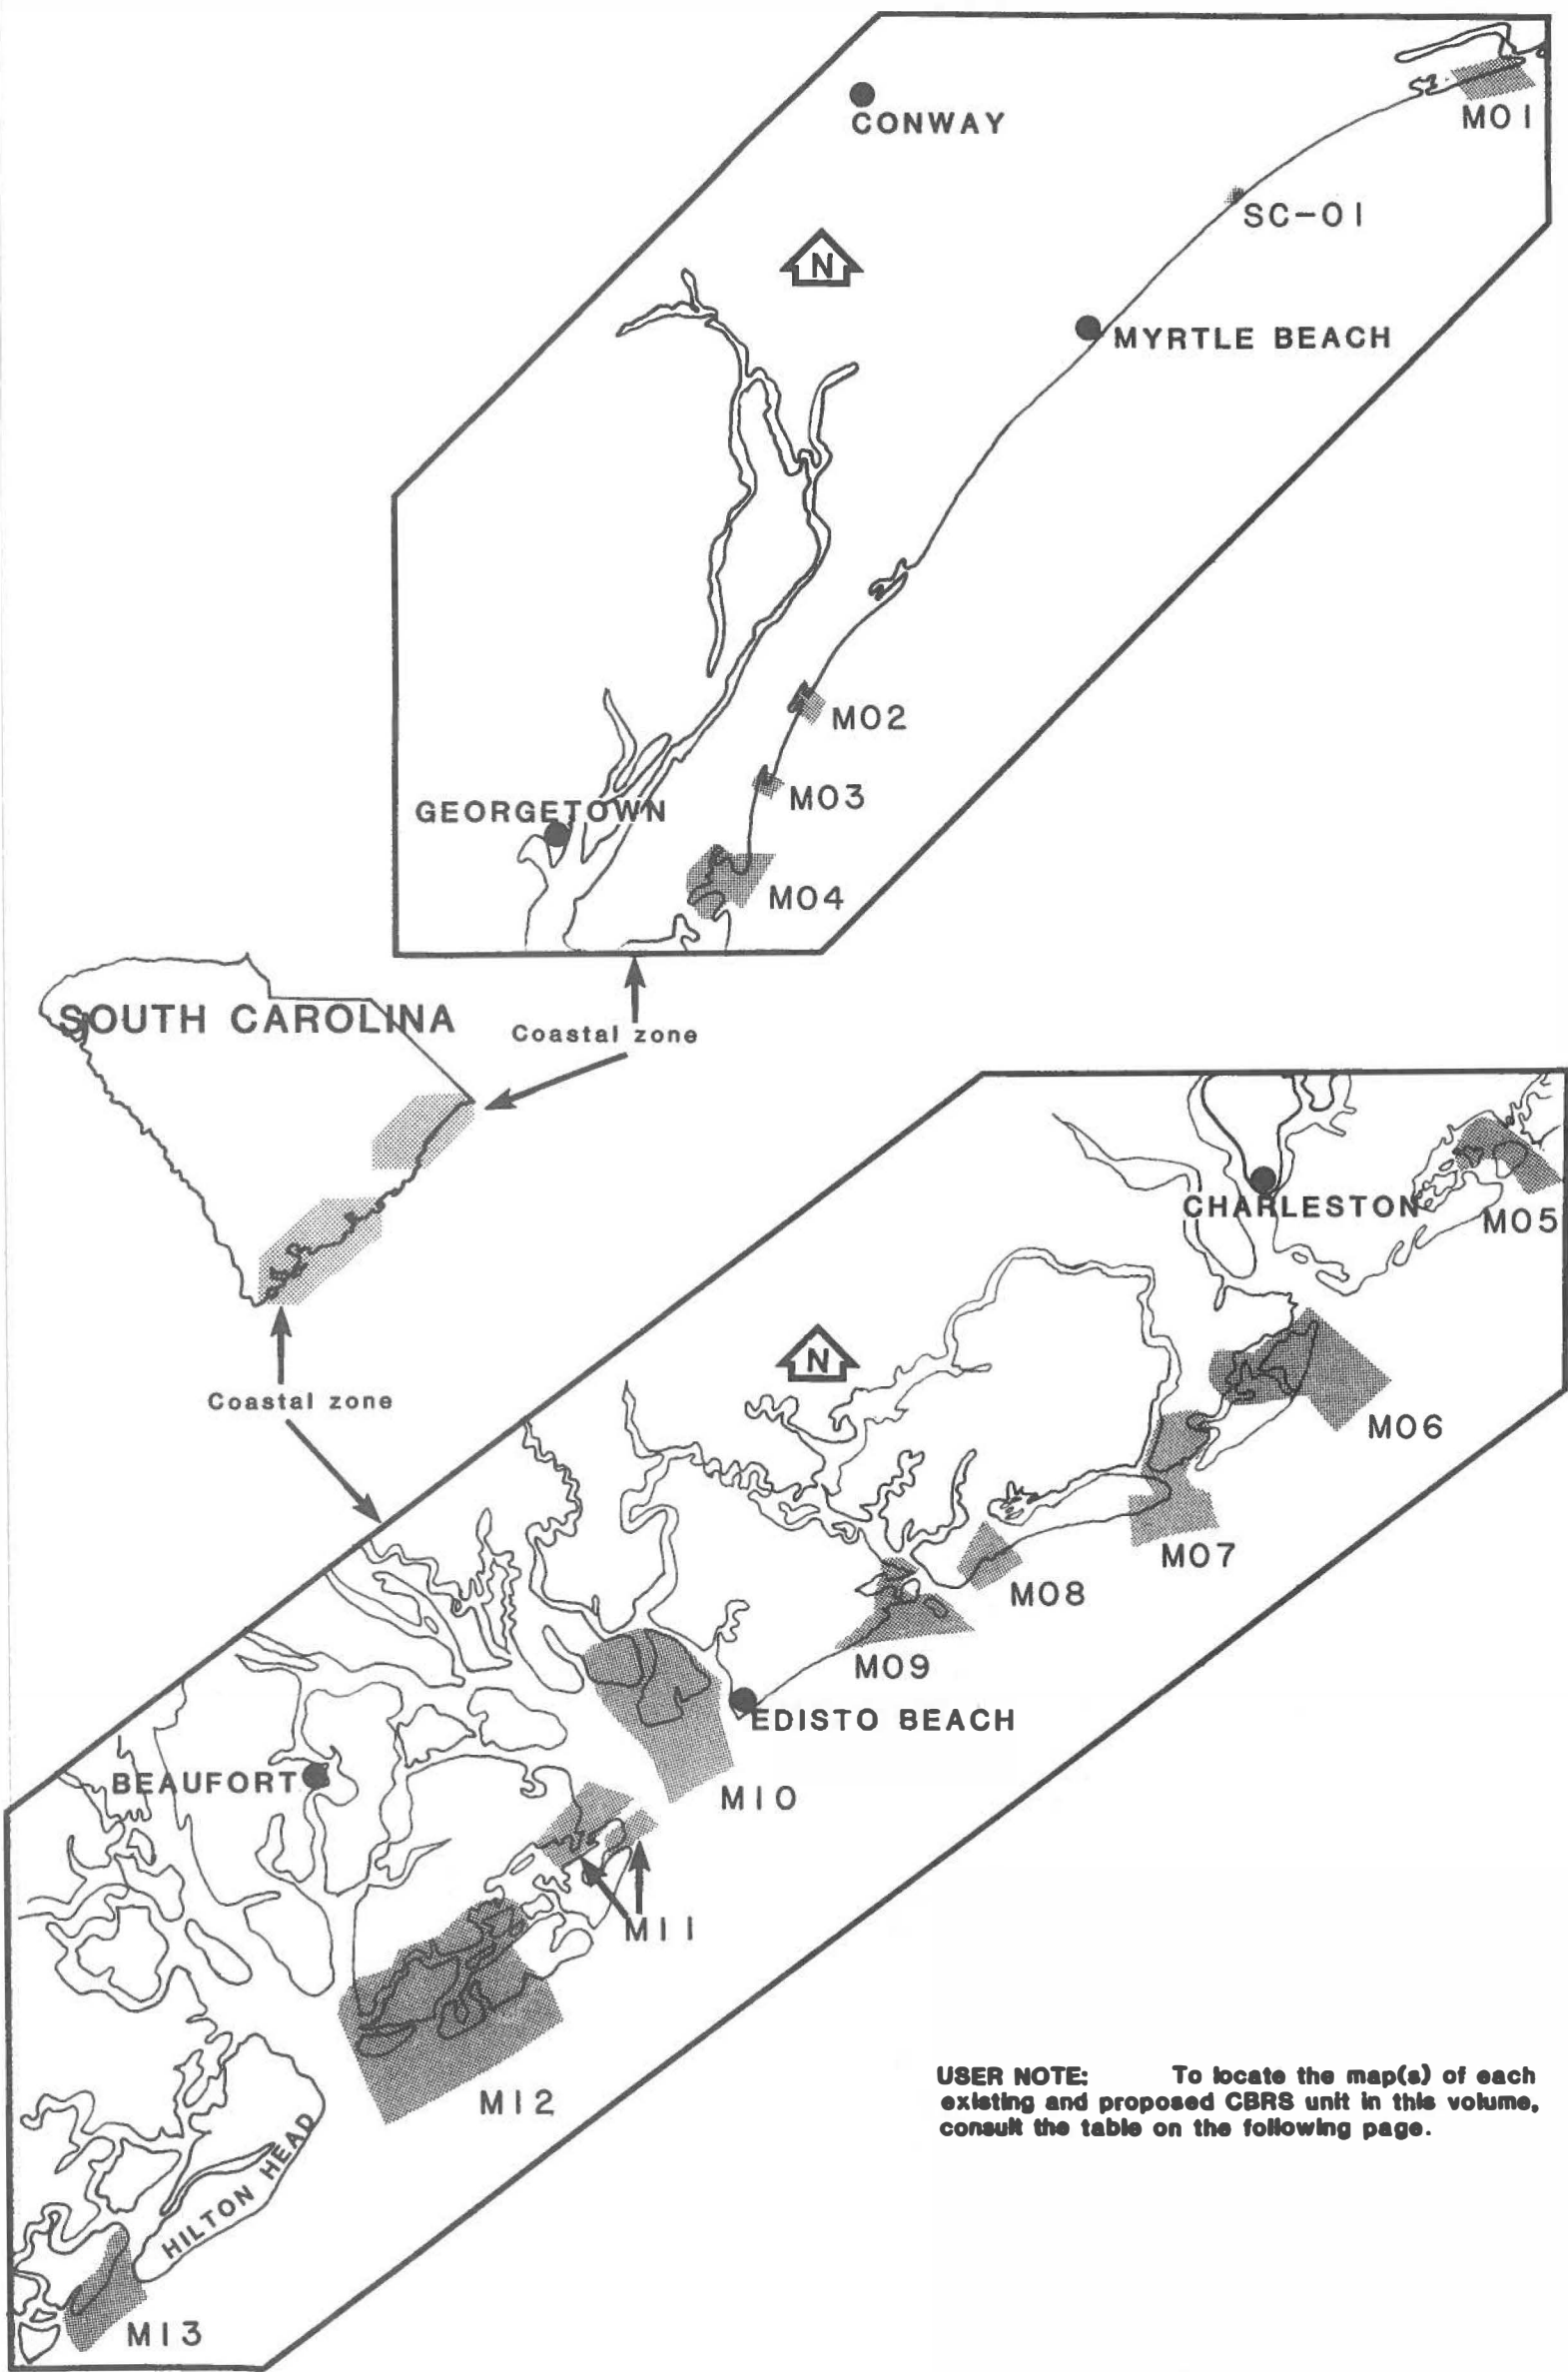 CONWAY
M01
SC-01
N
MYRTLE BEACH
M02
M03
GEORGETOWN
M04
SOUTH CAROLINA
Coastal zone
CHARLESTON
M05
N
Coastal zone
M06
M07
M08
M09
EDISTO BEACH
BEAUFORT
M10
M11
M12
USER NOTE: To locate the map(s) of each
existing and proposed CBRS unit in this volume,
consult the table on the following page.
HILTON HEAD
M13